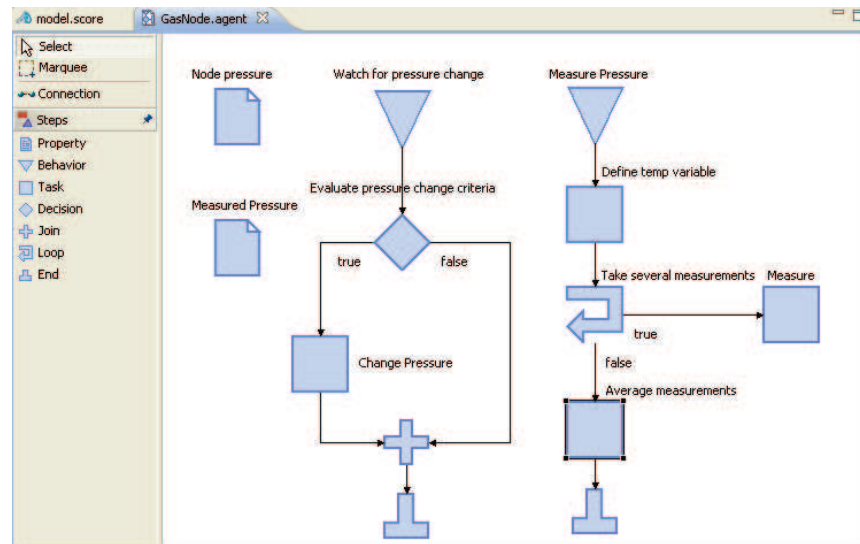 model.score
GasNode.agent
Select
Marquee
Connection
Steps
Property
Behavior
Task
Decision
Join
Loop
End
Node pressure
Measured Pressure
Watch for pressure change
Evaluate pressure change criteria
true
false
Change Pressure
Measure Pressure
Define temp variable
Take several measurements
Measure
true
false
Average measurements